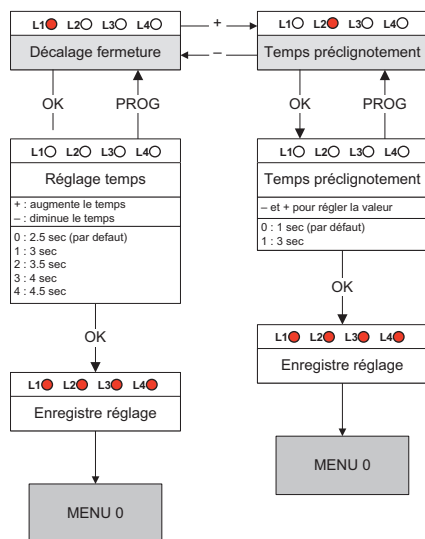 L1 L2 L3 L4
Décalage fermeture
+
–
L1 L2 L3 L4
Temps préclignotement
OK
PROG
OK
PROG
L1 L2 L3 L4
Réglage temps
+ : augmente le temps
– : diminue le temps
0 : 2.5 sec (par defaut)
1 : 3 sec
2 : 3.5 sec
3 : 4 sec
4 : 4.5 sec
L1 L2 L3 L4
Temps préclignotement
– et + pour régler la valeur
0 : 1 sec (par défaut)
1 : 3 sec
OK
OK
L1 L2 L3 L4
Enregistre réglage
L1 L2 L3 L4
Enregistre réglage
MENU 0
MENU 0